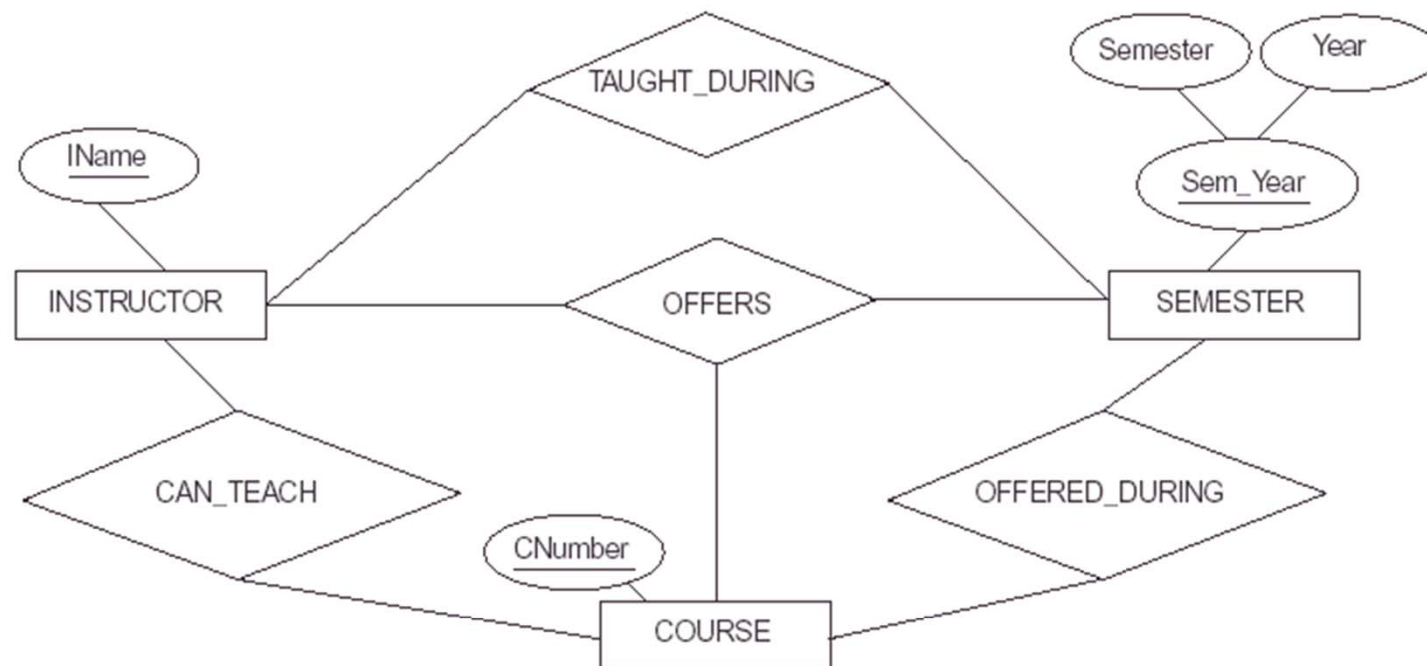 Semester
Year
TAUGHT_DURING
IName
Sem_Year
INSTRUCTOR
OFFERS
SEMESTER
CAN_TEACH
OFFERED_DURING
CNumber
COURSE